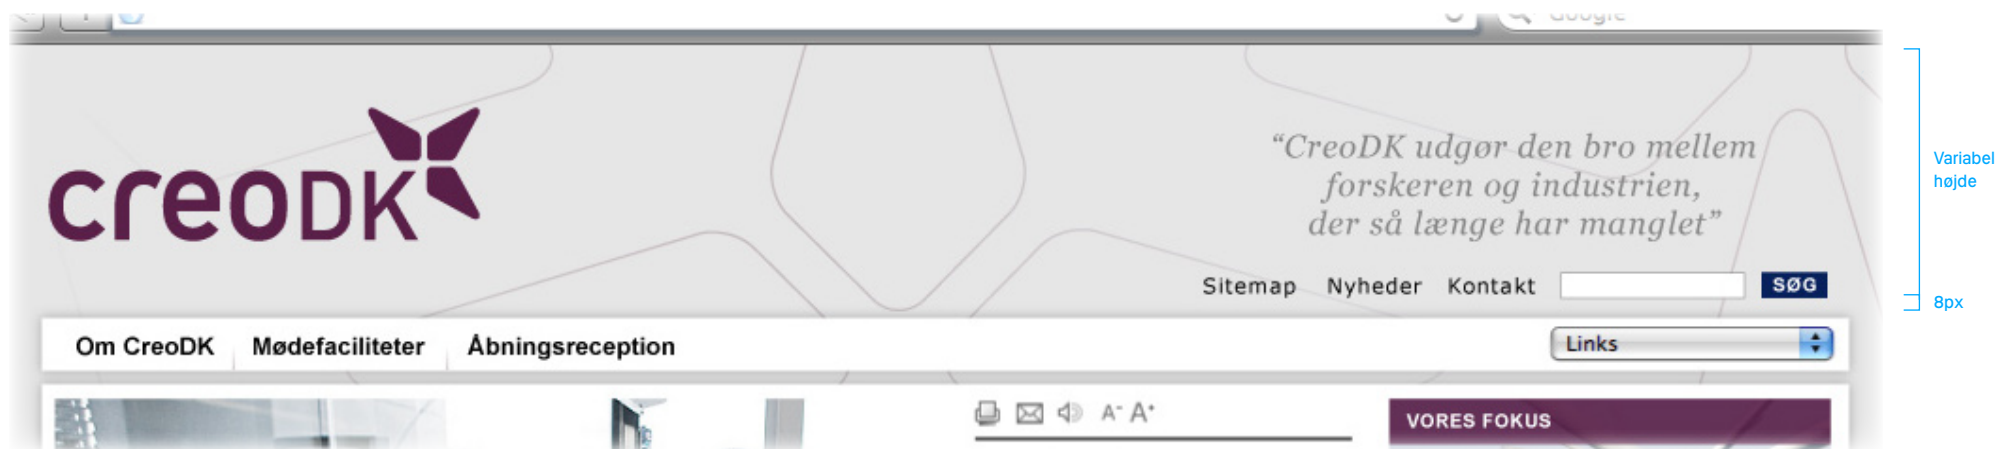 Google
creoDK
“CreoDK udgør den bro mellem
forskeren og industrien,
der så længe har manglet”
Variabel
højde
Sitemap Nyheder Kontakt SØG
8px
Om CreoDK Mødefaciliteter Åbningsreception Links
A- A+
VORES FOKUS